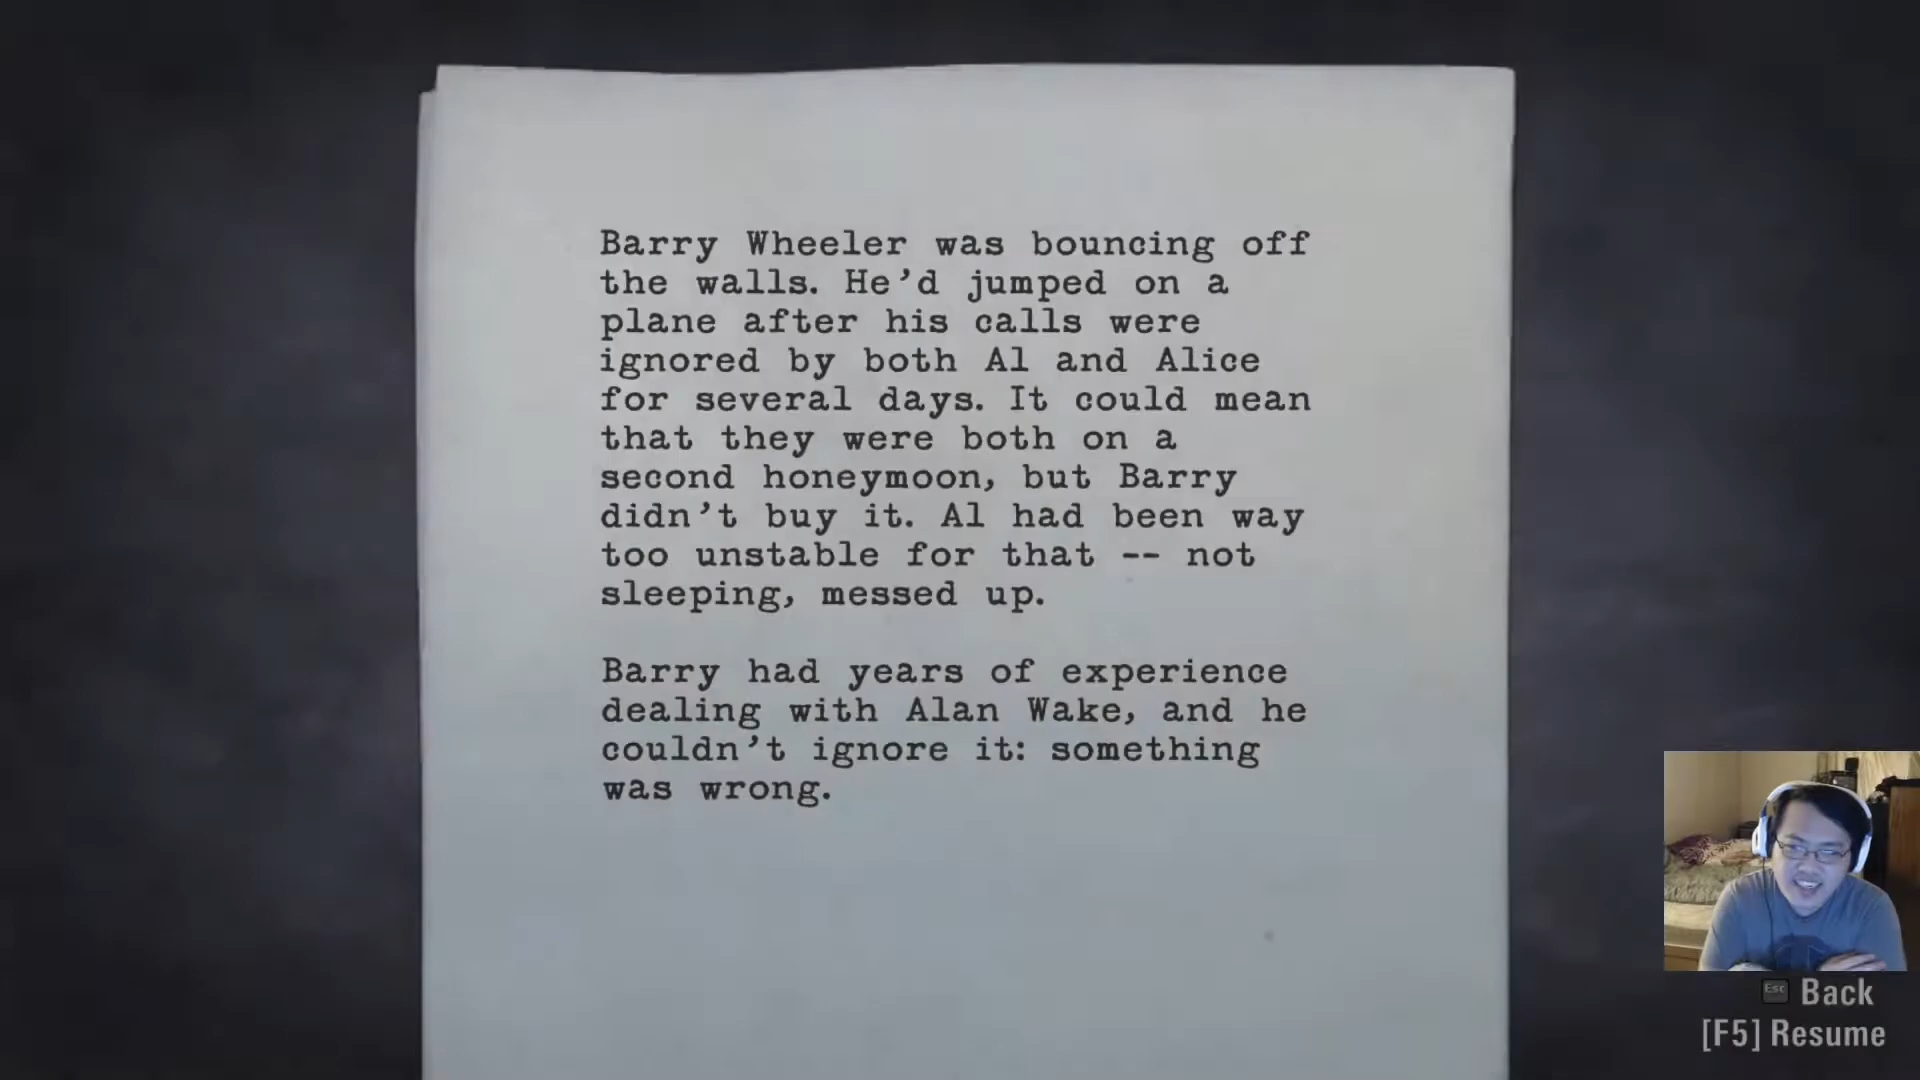 Barry Wheeler was bouncing off
the walls. He’d jumped on a
plane after his calls were
ignored by both Al and Alice
for several days. It could mean
that they were both on a
second honeymoon, but Barry
didn’t buy it. Al had been way
too unstable for that -- not
sleeping, messed up.
Barry had years of experience
dealing with Alan Wake, and he
couldn’t ignore it: something
was wrong.
Esc Back
[F5] Resume